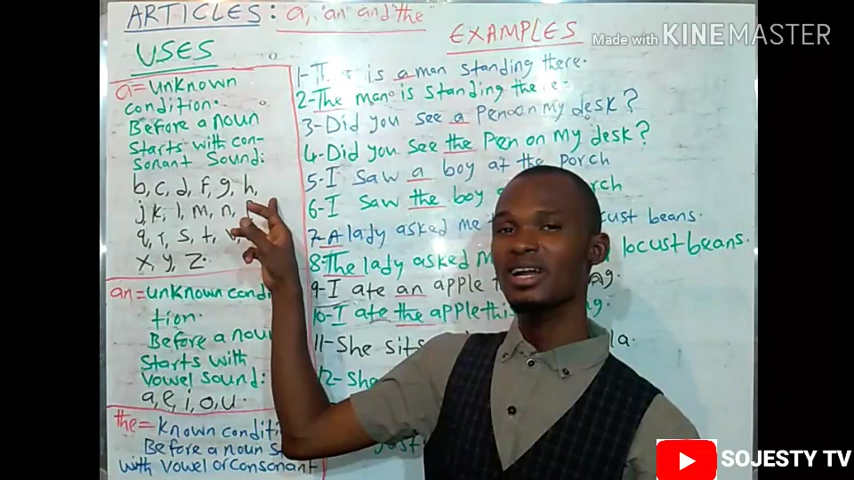 ARTICLES: a, "an" and the
USES
a = unknown
condition.
Before a noun
starts with con-
sonant sound:
b, c, d, f, g, h,
j, k, l, m, n,
q, r, s, t,
x, y, z.
an = unknown condi
tion.
Before a noun
Starts with
Vowel sound:
a, e, i, o, u.
the = Known conditi
Before a noun s
with Vowel or consonant
EXAMPLES
1- is a man standing there.
2- The man is standing the e.
3- Did you see a Pen on my desk?
4- Did you see the Pen on my desk?
5- I saw a boy at the Porch
6- I saw the boy ch
7- A lady asked me cust beans.
8- The lady asked m locust beans.
9- I ate an apple t g.
10- I ate the apple thi g.
11- She sits la.
12- She
Made with KINEMASTER
SOJESTY TV